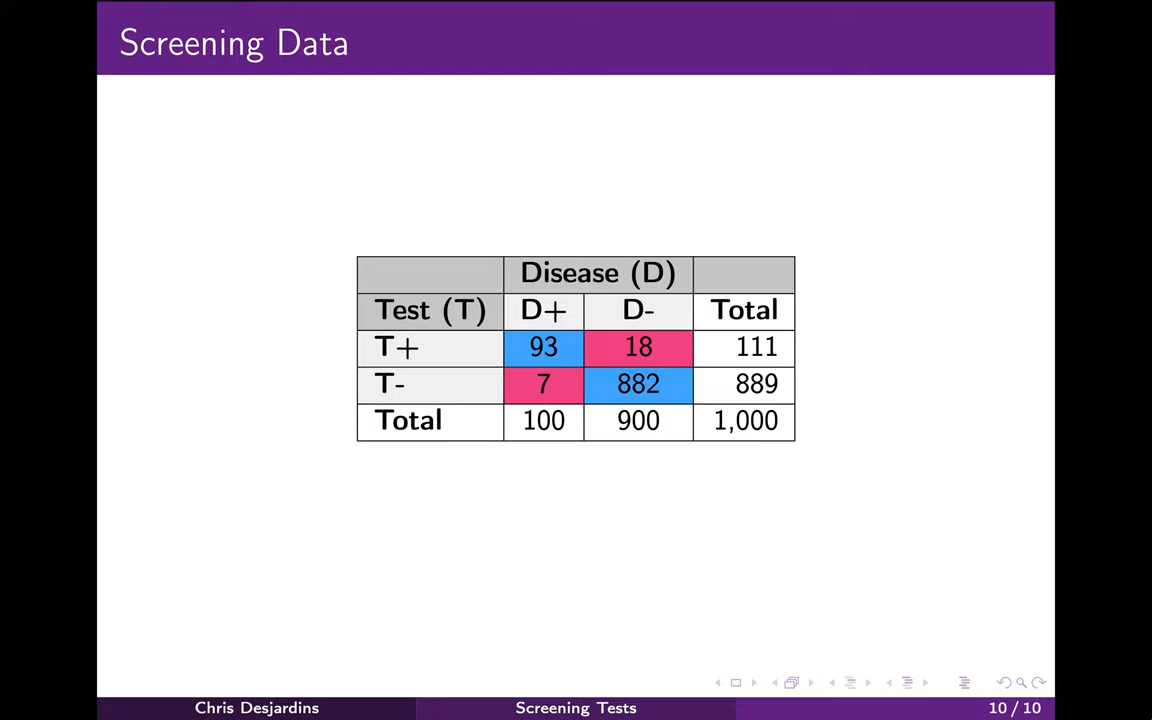 Screening Data
Disease (D)
Test (T) D+ D- Total
T+ 93 18 111
T- 7 882 889
Total 100 900 1,000
Chris Desjardins Screening Tests 10 / 10